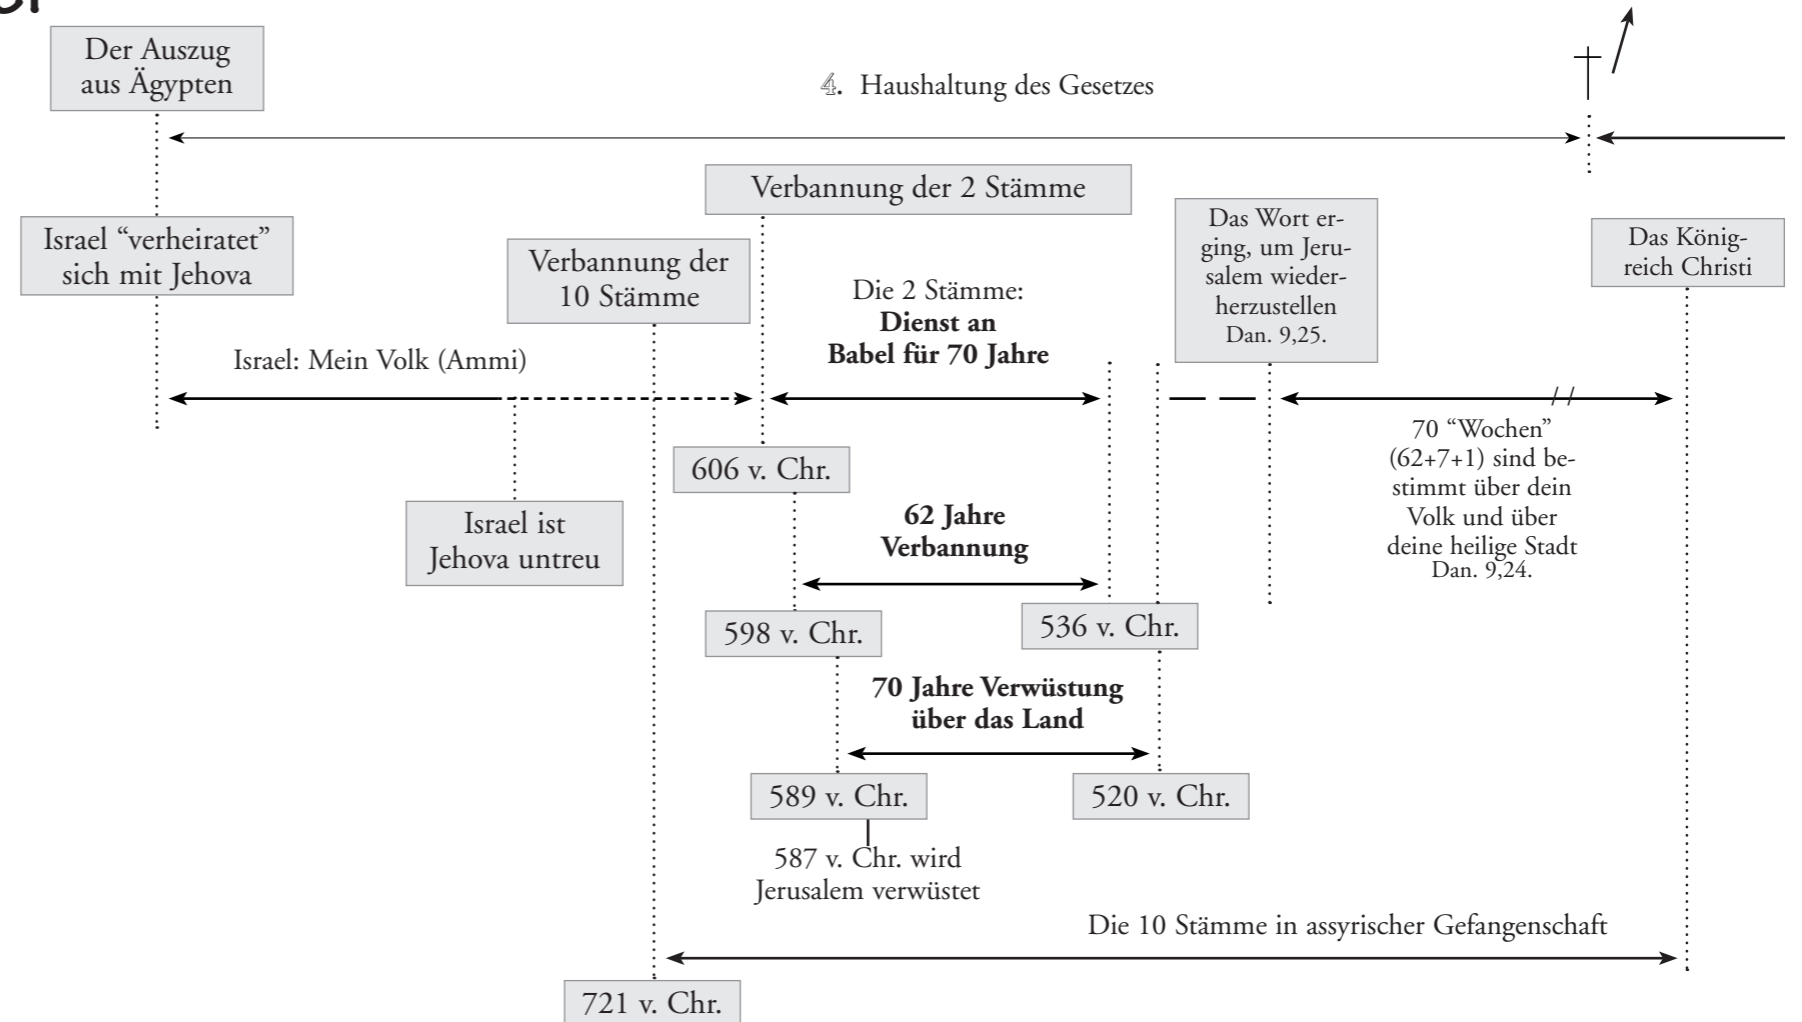 Der Auszug
aus Ägypten
4. Haushaltung des Gesetzes
Verbannung der 2 Stämme
Israel “verheiratet”
sich mit Jehova
Verbannung der
10 Stämme
Das Wort er-
ging, um Jeru-
salem wieder-
herzustellen
Dan. 9,25.
Das König-
reich Christi
Die 2 Stämme:
Dienst an
Babel für 70 Jahre
Israel: Mein Volk (Ammi)
70 “Wochen”
(62+7+1) sind be-
stimmt über dein
Volk und über
deine heilige Stadt
Dan. 9,24.
606 v. Chr.
Israel ist
Jehova untreu
62 Jahre
Verbannung
598 v. Chr.
536 v. Chr.
70 Jahre Verwüstung
über das Land
589 v. Chr.
520 v. Chr.
587 v. Chr. wird
Jerusalem verwüstet
Die 10 Stämme in assyrischer Gefangenschaft
721 v. Chr.